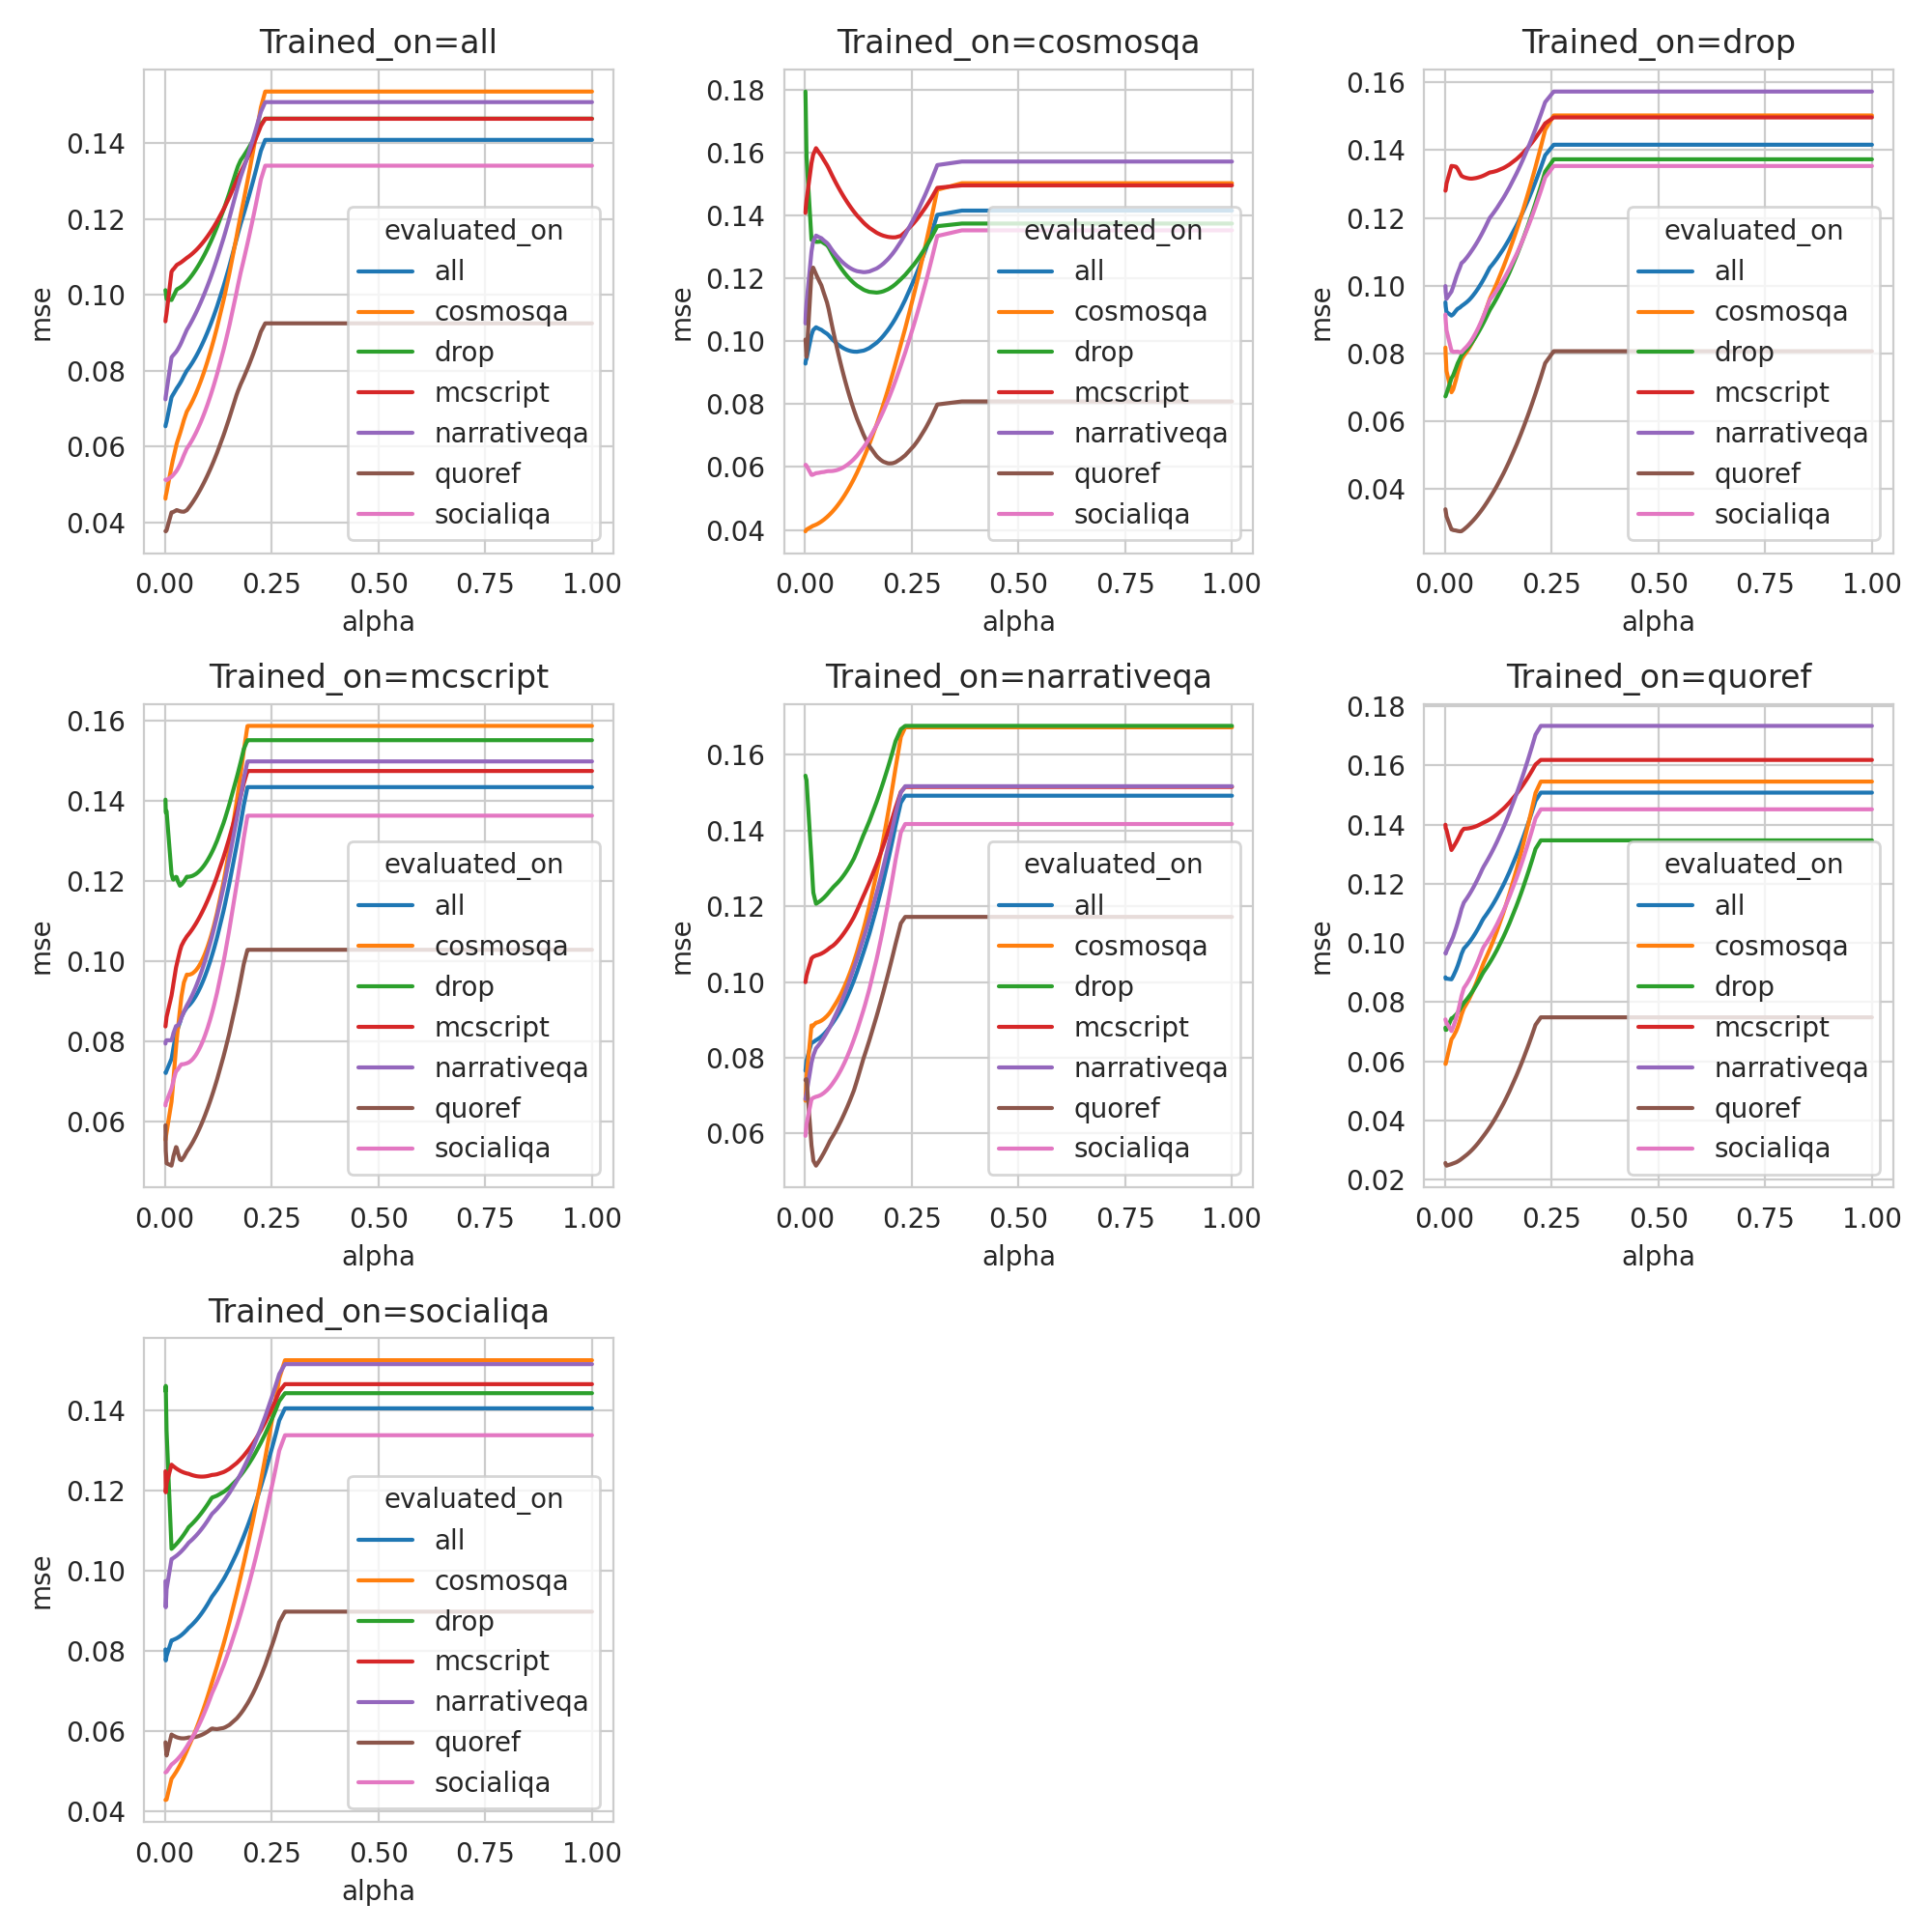 Trained_on=all
mse
0.14
0.12
0.10
0.08
0.06
0.04
evaluated_on
all
cosmosqa
drop
mcscript
narrativeqa
quoref
socialiqa
0.00 0.25 0.50 0.75 1.00
alpha
Trained_on=cosmosqa
mse
0.18
0.16
0.14
0.12
0.10
0.08
0.06
0.04
evaluated_on
all
cosmosqa
drop
mcscript
narrativeqa
quoref
socialiqa
0.00 0.25 0.50 0.75 1.00
alpha
Trained_on=drop
mse
0.16
0.14
0.12
0.10
0.08
0.06
0.04
evaluated_on
all
cosmosqa
drop
mcscript
narrativeqa
quoref
socialiqa
0.00 0.25 0.50 0.75 1.00
alpha
Trained_on=mcscript
mse
0.16
0.14
0.12
0.10
0.08
0.06
evaluated_on
all
cosmosqa
drop
mcscript
narrativeqa
quoref
socialiqa
0.00 0.25 0.50 0.75 1.00
alpha
Trained_on=narrativeqa
mse
0.16
0.14
0.12
0.10
0.08
0.06
evaluated_on
all
cosmosqa
drop
mcscript
narrativeqa
quoref
socialiqa
0.00 0.25 0.50 0.75 1.00
alpha
Trained_on=quoref
mse
0.18
0.16
0.14
0.12
0.10
0.08
0.06
0.04
0.02
evaluated_on
all
cosmosqa
drop
mcscript
narrativeqa
quoref
socialiqa
0.00 0.25 0.50 0.75 1.00
alpha
Trained_on=socialiqa
mse
0.14
0.12
0.10
0.08
0.06
0.04
evaluated_on
all
cosmosqa
drop
mcscript
narrativeqa
quoref
socialiqa
0.00 0.25 0.50 0.75 1.00
alpha